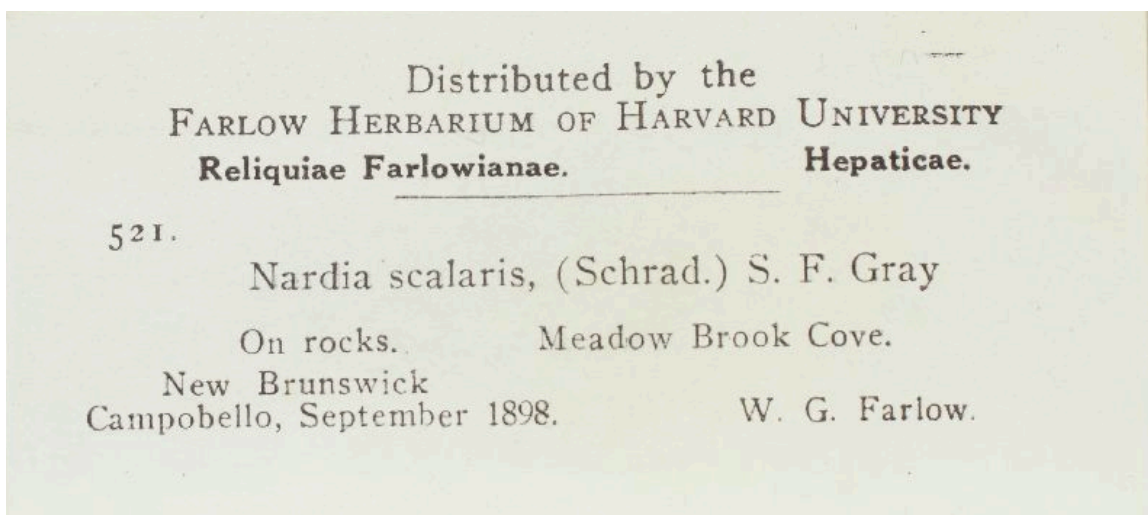 Distributed by the
FARLOW HERBARIUM OF HARVARD UNIVERSITY
Reliquiae Farlowianae. Hepaticae.
521.
Nardia scalaris, (Schrad.) S. F. Gray
On rocks. Meadow Brook Cove.
New Brunswick
Campobello, September 1898. W. G. Farlow.